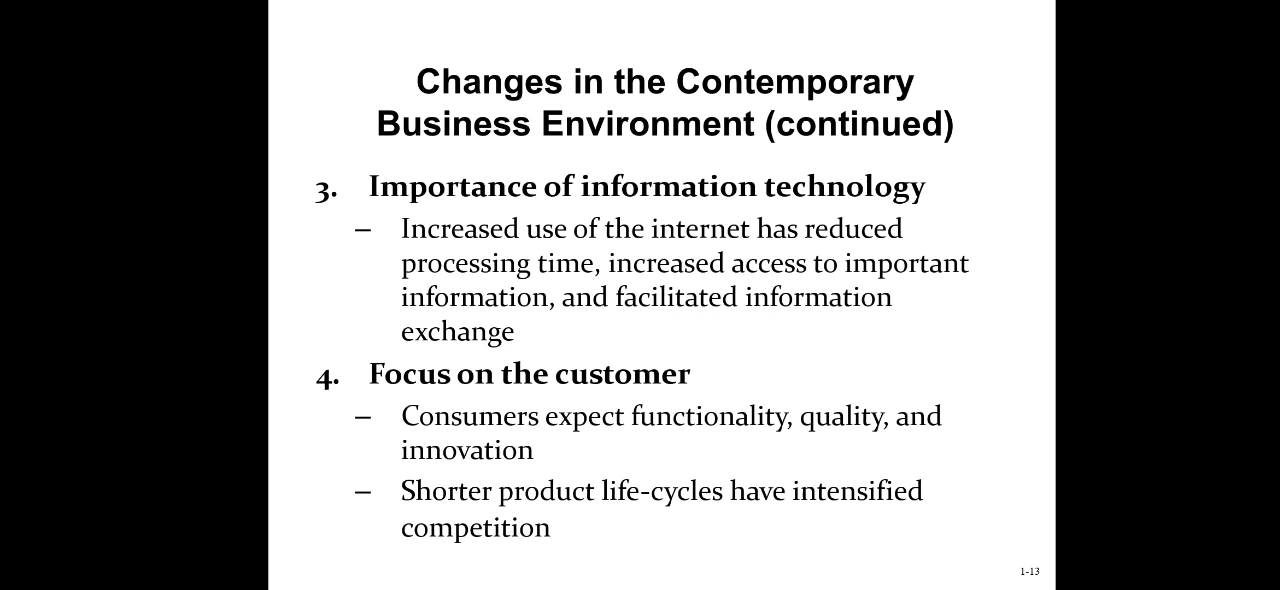 Changes in the Contemporary
Business Environment (continued)
3. Importance of information technology
– Increased use of the internet has reduced
processing time, increased access to important
information, and facilitated information
exchange
4. Focus on the customer
– Consumers expect functionality, quality, and
innovation
– Shorter product life-cycles have intensified
competition
1-13